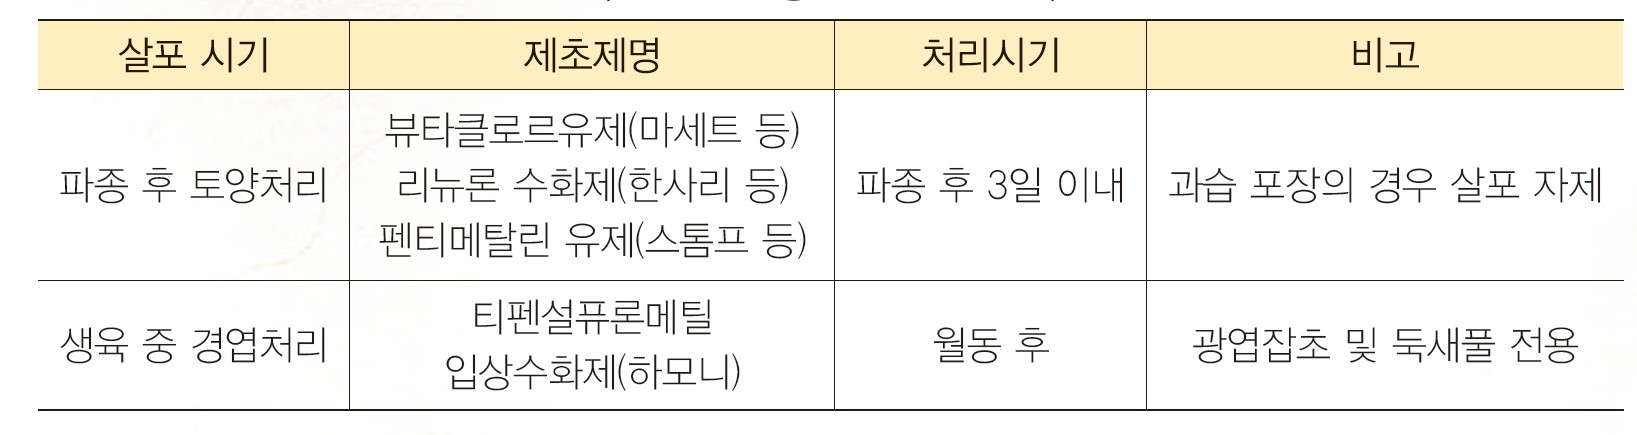 살포 시기 제초제명 처리시기 비고
뷰타클로르유제(마세트 등)
파종 후 토양처리 리뉴론 수화제(한사리 등) 파종 후 3일 이내 과습 포장의 경우 살포 자제
펜티메탈린 유제(스톰프 등)
티펜설퓨론메틸
생육 중 경엽처리 월동 후 광엽잡초 및 둑새풀 전용
입상수화제(하모니)